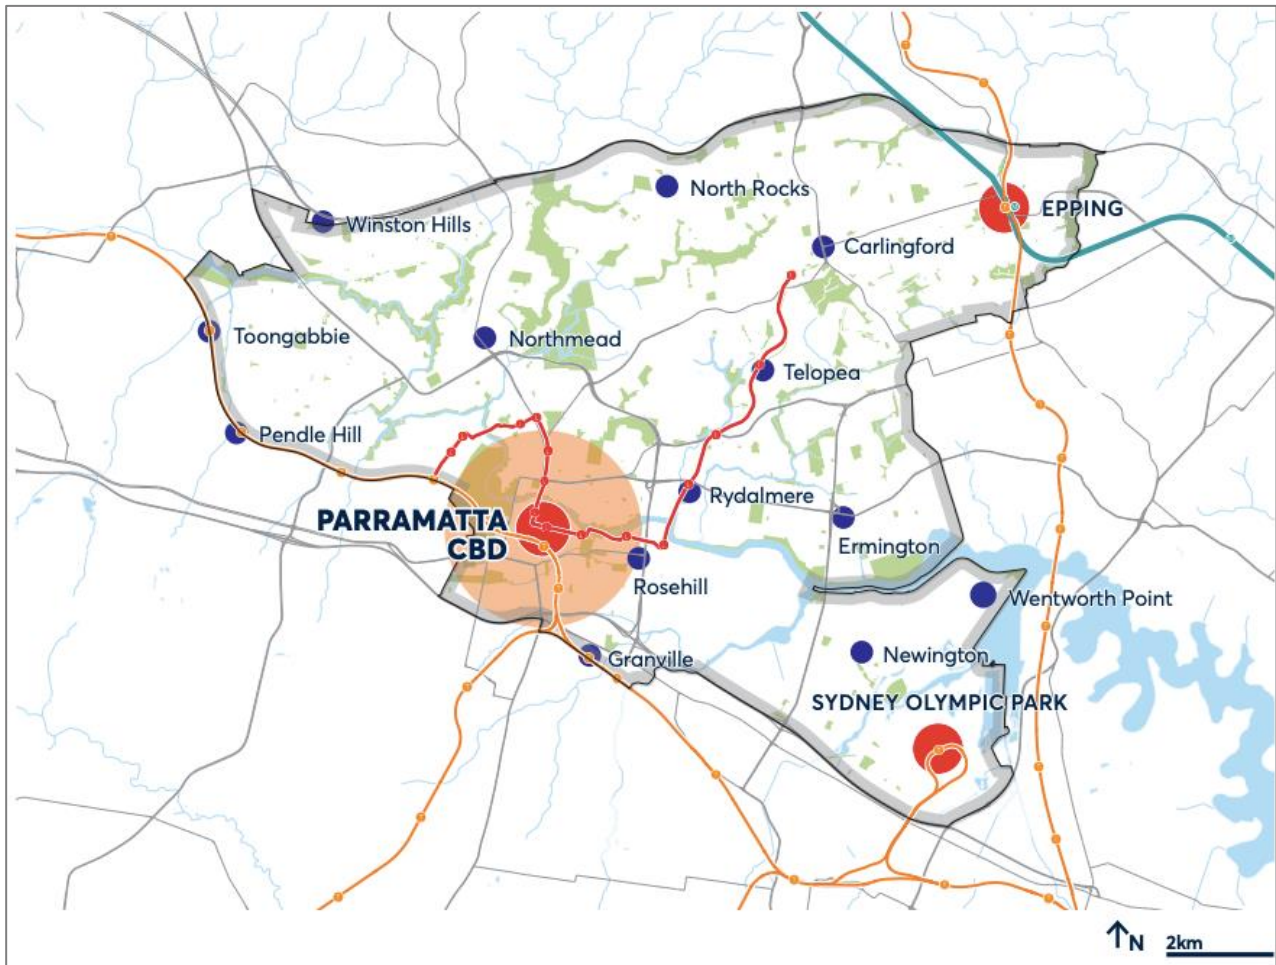 North Rocks
EPPING
Winston Hills
Carlingford
Toongabbie
Northmead
Telopea
Pendle Hill
Rydalmere
PARRAMATTA
CBD
Ermington
Rosehill
Wentworth Point
Granville
Newington
SYDNEY OLYMPIC PARK
N
2km